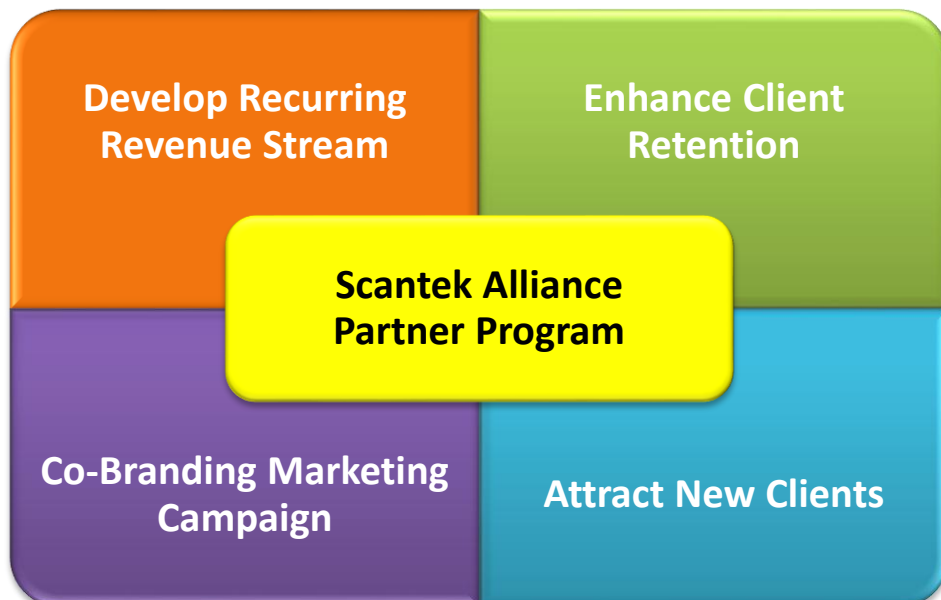 Develop Recurring
Revenue Stream
Enhance Client
Retention
Scantek Alliance
Partner Program
Co-Branding Marketing
Campaign
Attract New Clients